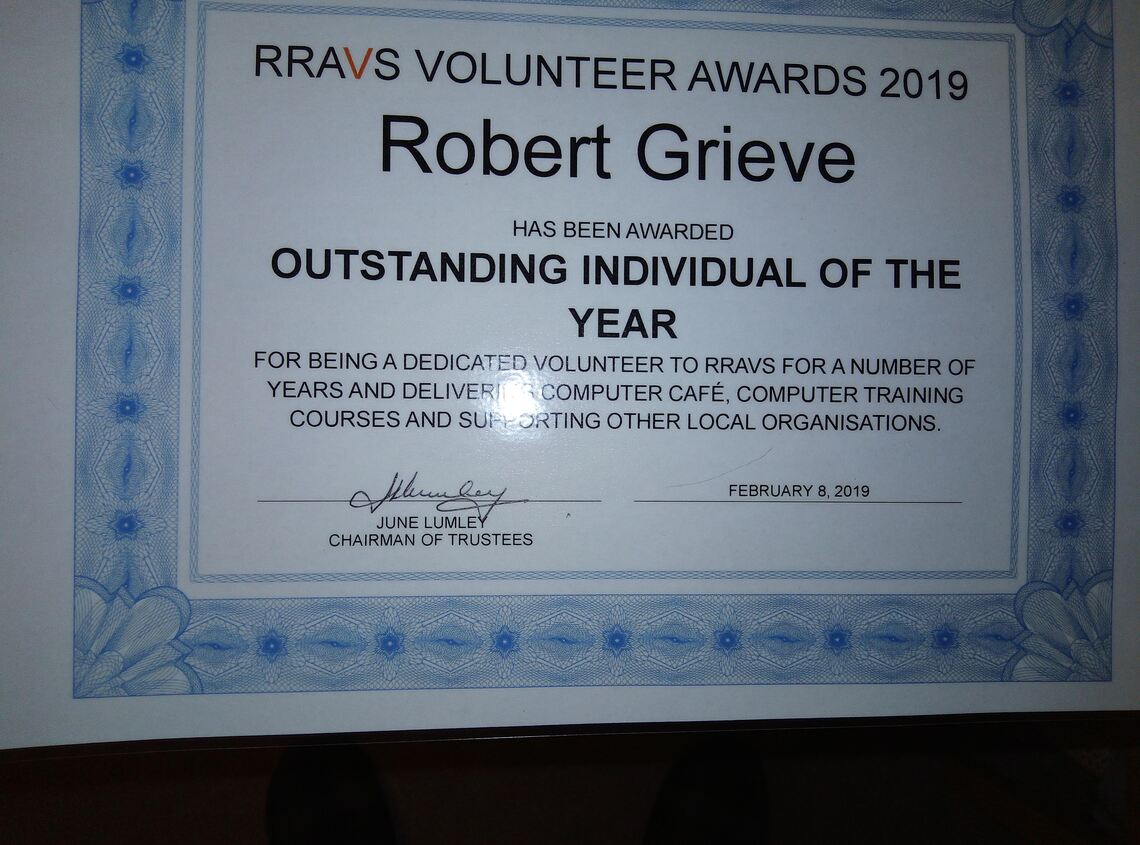 RRAVS VOLUNTEER AWARDS 2019
Robert Grieve
HAS BEEN AWARDED
OUTSTANDING INDIVIDUAL OF THE
YEAR
FOR BEING A DEDICATED VOLUNTEER TO RRAVS FOR A NUMBER OF
YEARS AND DELIVERING COMPUTER CAFÉ, COMPUTER TRAINING
COURSES AND SUPPORTING OTHER LOCAL ORGANISATIONS.
JLumley
FEBRUARY 8, 2019
JUNE LUMLEY
CHAIRMAN OF TRUSTEES